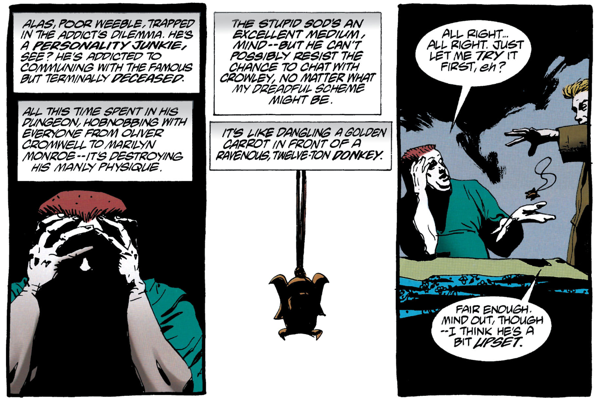 ALAS, POOR WEEBLE, TRAPPED
IN THE ADDICT'S DILEMMA. HE'S
A PERSONALITY JUNKIE,
SEE? HE'S ADDICTED TO
COMMUNING WITH THE FAMOUS
BUT TERMINALLY DECEASED.
ALL THIS TIME SPENT IN HIS
DUNGEON, HOBNOBBING WITH
EVERYONE FROM OLIVER
CROMWELL TO MARILYN
MONROE--IT'S DESTROYING
HIS MANLY PHYSIQUE.
THE STUPID SOD'S AN
EXCELLENT MEDIUM,
MIND--BUT HE CAN'T
POSSIBLY RESIST THE
CHANCE TO CHAT WITH
CROWLEY, NO MATTER WHAT
MY DREADFUL SCHEME
MIGHT BE.
IT'S LIKE DANGLING A GOLDEN
CARROT IN FRONT OF A
RAVENOUS, TWELVE-TON DONKEY.
ALL RIGHT...
ALL RIGHT. JUST
LET ME TRY IT
FIRST, eh?
FAIR ENOUGH.
MIND OUT, THOUGH
--I THINK HE'S A
BIT UPSET.